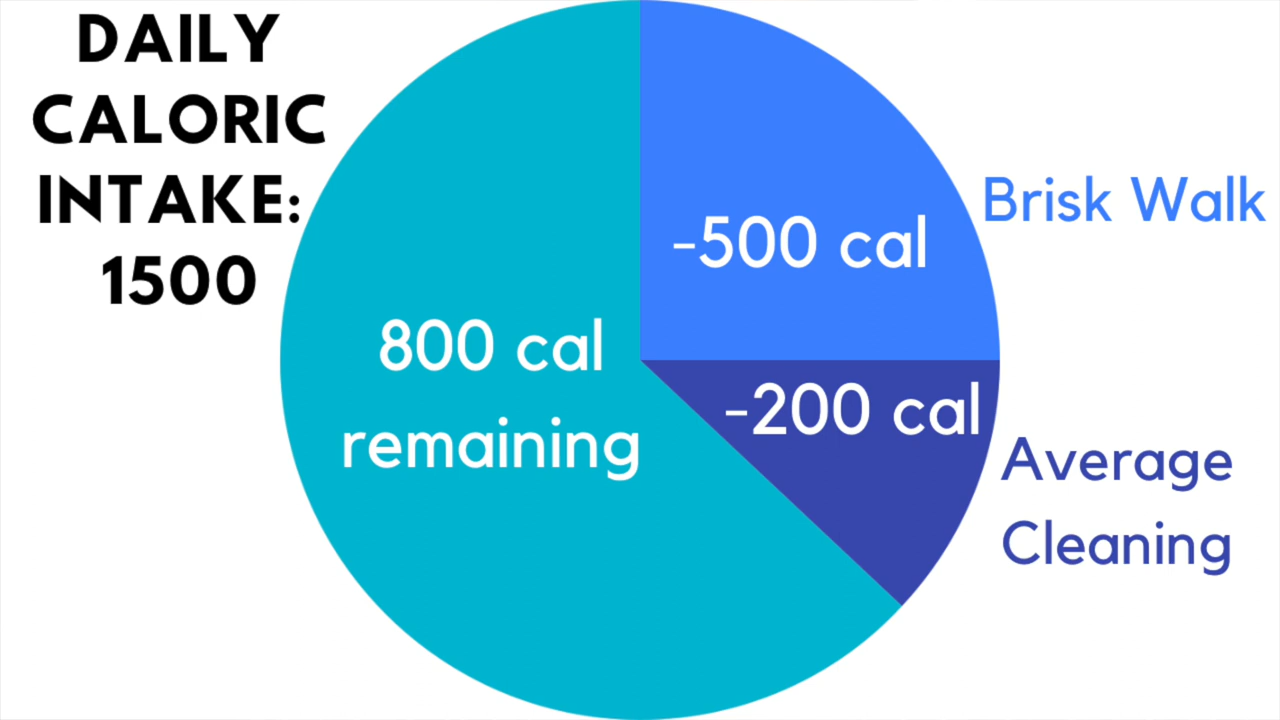 DAILY
CALORIC
INTAKE:
1500
Brisk Walk
-500 cal
800 cal
remaining
-200 cal
Average
Cleaning